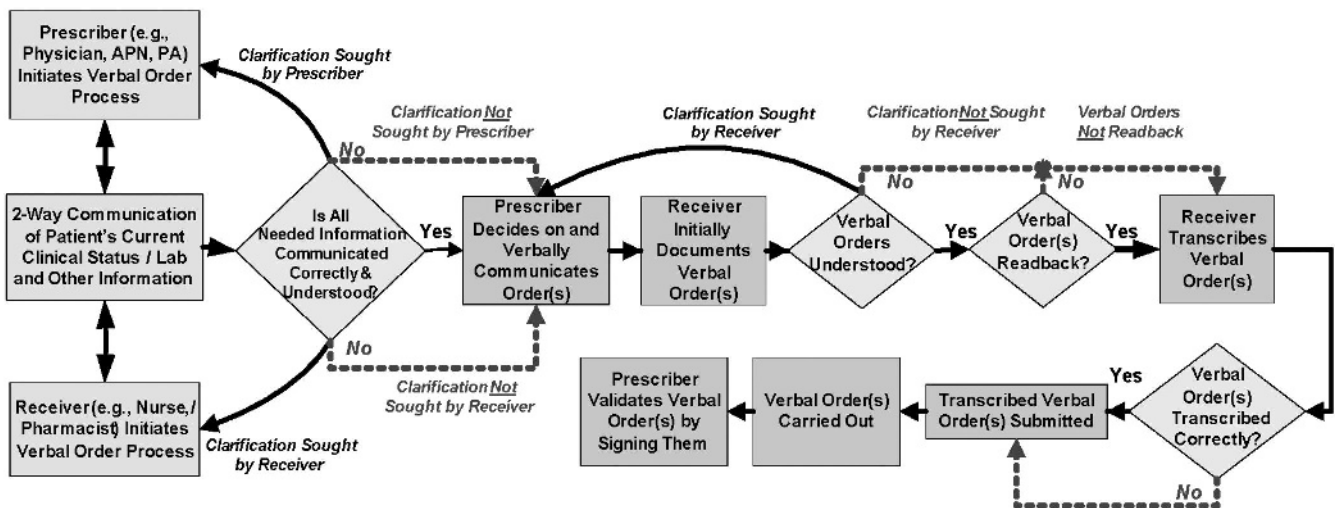 Prescriber (e.g.,
Physician, APN, PA)
Initiates Verbal Order
Process
Clarification Sought
by Prescriber
2-Way Communication
of Patient's Current
Clinical Status / Lab
and Other Information
Receiver (e.g., Nurse,/
Pharmacist) Initiates
Verbal Order Process
Clarification Sought
by Receiver
Is All
Needed Information
Communicated
Correctly &
Understood?
No
Clarification Not
Sought by Prescriber
Yes
No
Clarification Not
Sought by Receiver
Prescriber
Decides on and
Verbally
Communicates
Order(s)
Clarification Sought
by Receiver
Receiver
Initially
Documents
Verbal
Order(s)
Verbal
Orders
Understood?
Clarification Not Sought
by Receiver
No
Yes
Verbal
Order(s)
Readback?
Verbal Orders
Not Readback
No
Yes
Receiver
Transcribes
Verbal
Order(s)
Verbal
Order(s)
Transcribed
Correctly?
Yes
No
Transcribed Verbal
Order(s) Submitted
Verbal Order(s)
Carried Out
Prescriber
Validates Verbal
Order(s) by
Signing Them